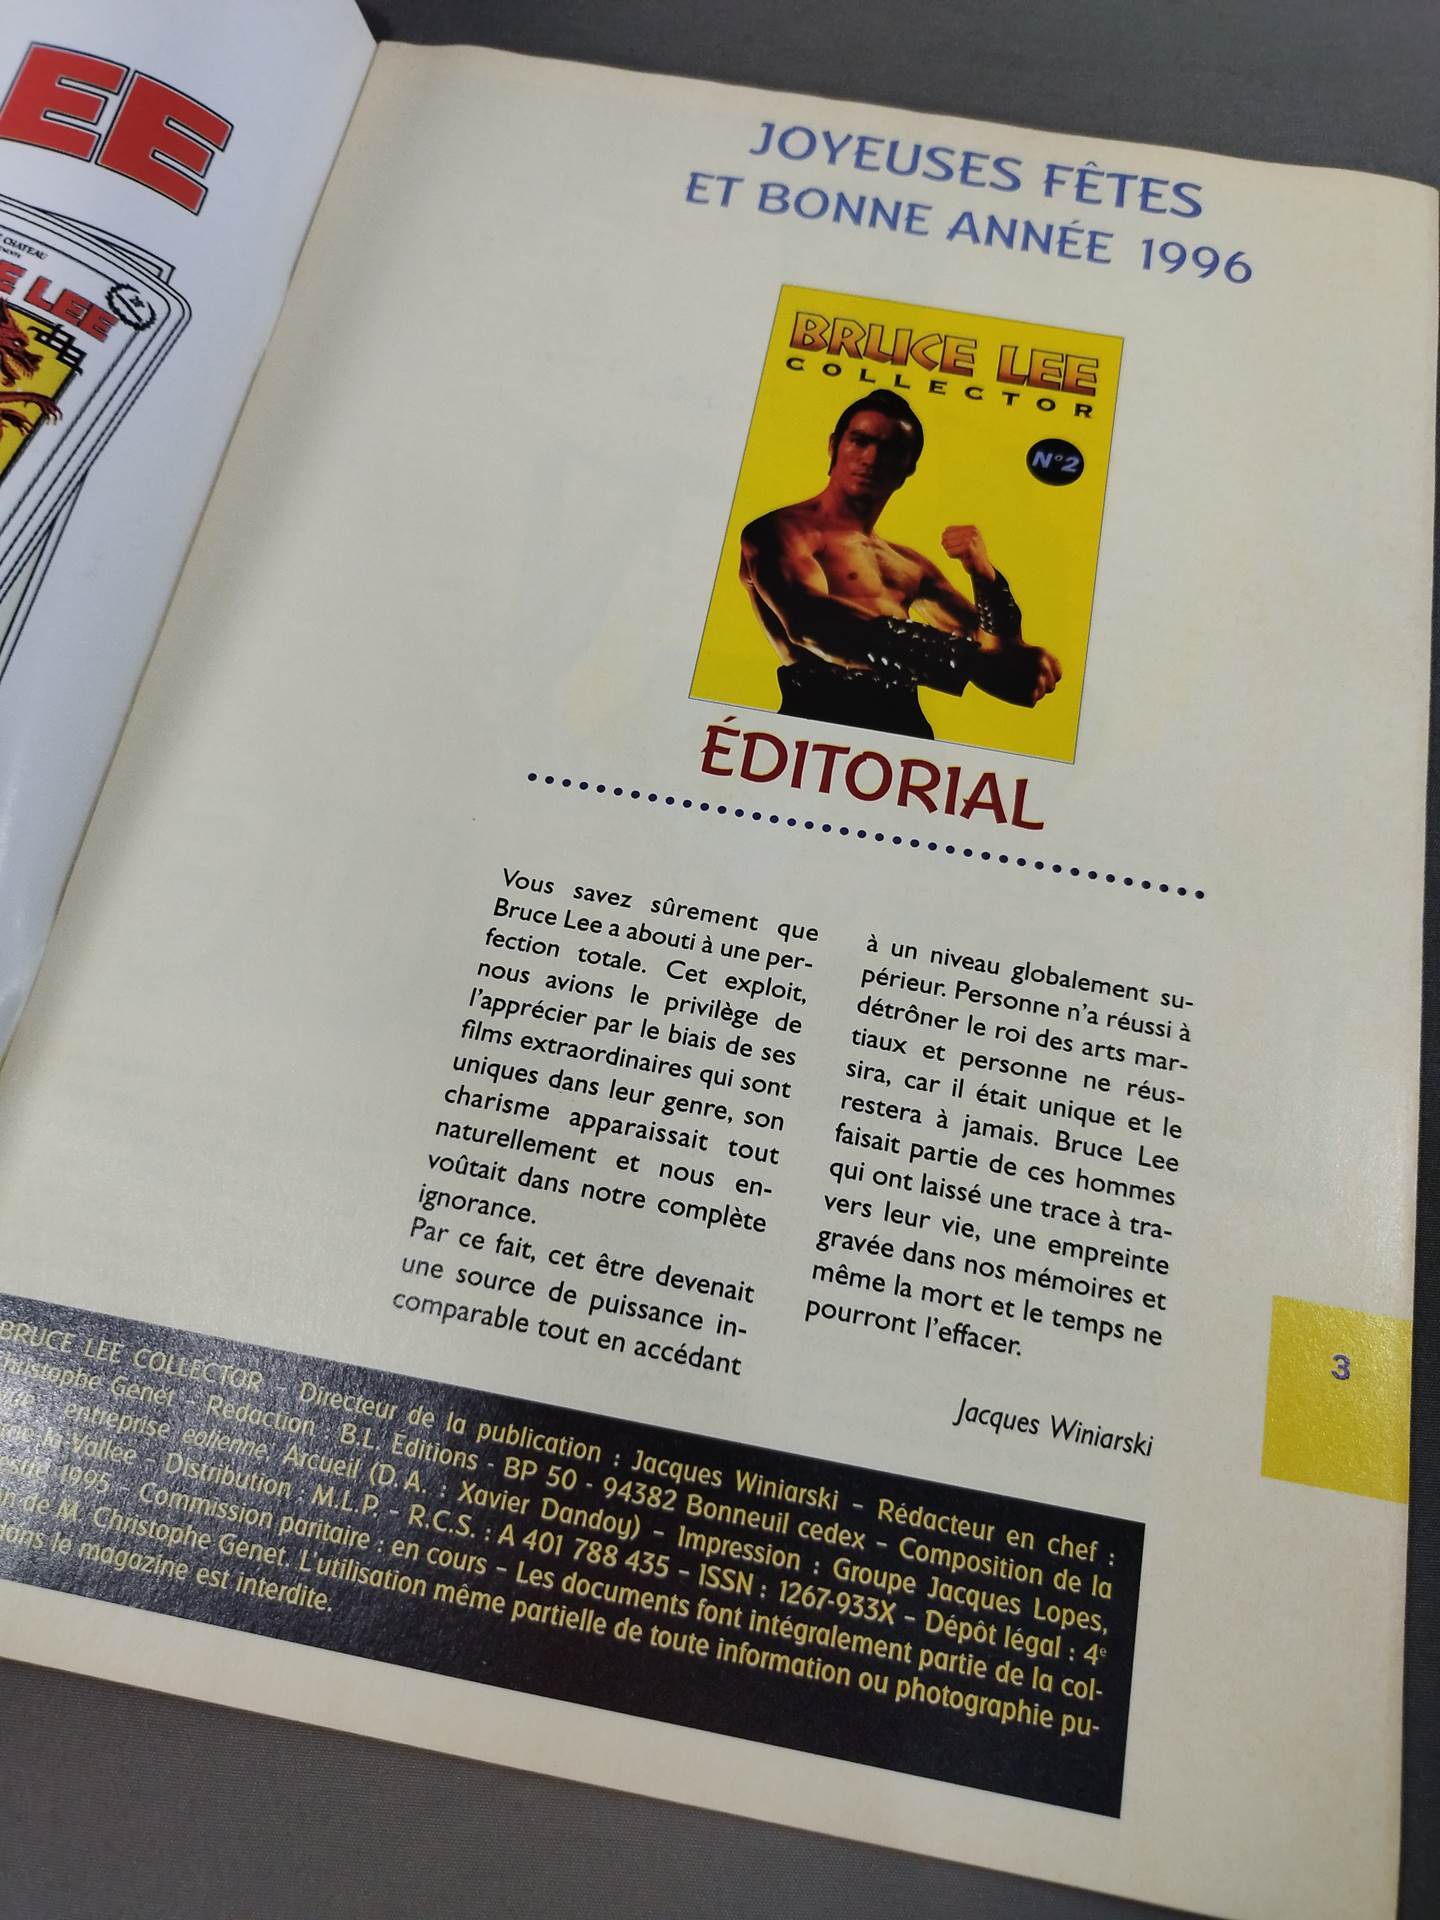 EE
CHATEAU
E LEE
JOYEUSES FÊTES
ET BONNE ANNÉE 1996
BRUCE LEE
COLLECTOR
N°2
ÉDITORIAL
Vous savez sûrement que
Bruce Lee a abouti à une per-
fection totale. Cet exploit,
nous avions le privilège de
l'apprécier par le biais de ses
films extraordinaires qui sont
uniques dans leur genre, son
charisme apparaissait tout
naturellement et nous en-
voûtait dans notre complète
ignorance.
Par ce fait, cet être devenait
une source de puissance in-
comparable tout en accédant
à un niveau globalement su-
périeur. Personne n'a réussi à
détrôner le roi des arts mar-
tiaux et personne ne réus-
sira, car il était unique et le
restera à jamais. Bruce Lee
faisait partie de ces hommes
qui ont laissé une trace à tra-
vers leur vie, une empreinte
gravée dans nos mémoires et
même la mort et le temps ne
pourront l'effacer.
Jacques Winiarski
3
BRUCE LEE COLLECTOR - Directeur de la publication : Jacques Winiarski - Rédacteur en chef :
Christophe Genet - Rédaction B.L. Editions - BP 50 - 94382 Bonneuil cedex - Composition de la
entreprise eolienne Arcueil (D.A. : Xavier Dandoy) - Impression : Groupe Jacques Lopes,
la-Vallée - Distribution : M.L.P. - R.C.S. : A 401 788 435 - ISSN : 1267-933X - Dépôt légal : 4e
1995 - Commission paritaire : en cours - Les documents font intégralement partie de la col-
de M. Christophe Genet. L'utilisation même partielle de toute information ou photographie pu-
dans le magazine est interdite.